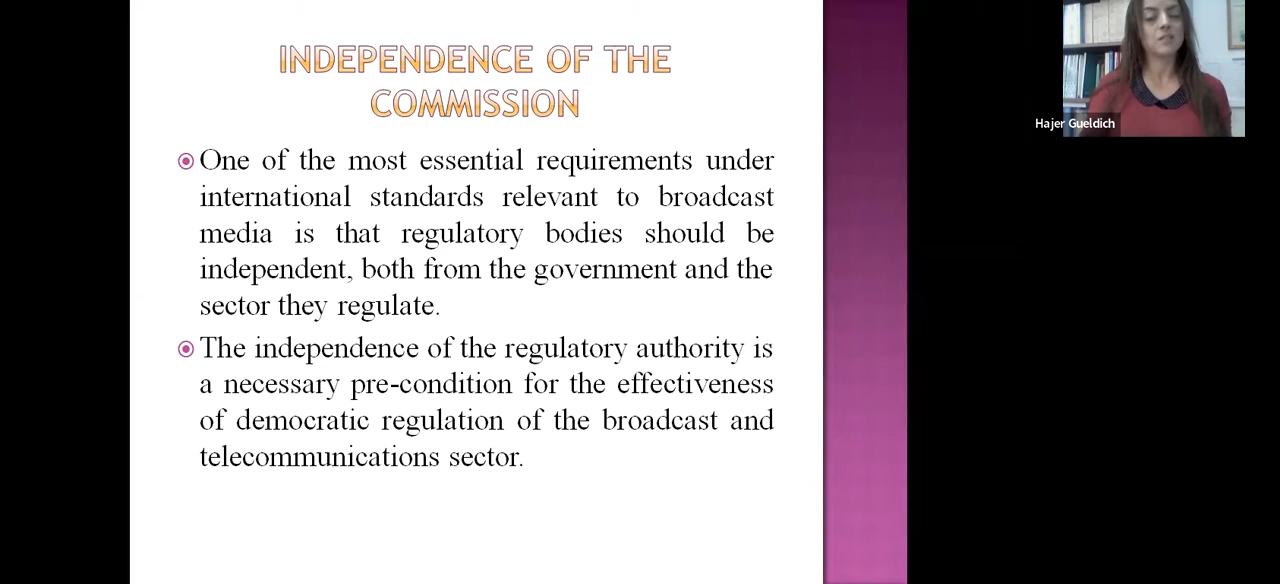 INDEPENDENCE OF THE
COMMISSION
One of the most essential requirements under
international standards relevant to broadcast
media is that regulatory bodies should be
independent, both from the government and the
sector they regulate.
The independence of the regulatory authority is
a necessary pre-condition for the effectiveness
of democratic regulation of the broadcast and
telecommunications sector.
Hajer Gueldich